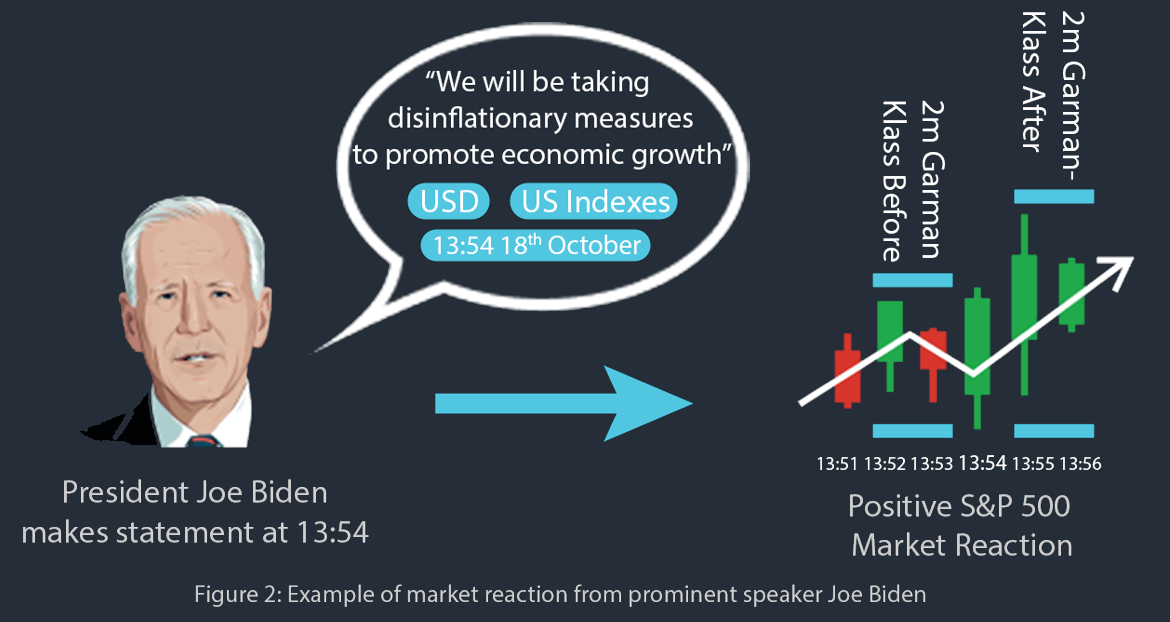 “We will be taking
disinflationary measures
to promote economic growth”
USD US Indexes
13:54 18th October
President Joe Biden
makes statement at 13:54
2m Garman
Klass Before
2m Garman-
Klass After
13:51 13:52 13:53 13:54 13:55 13:56
Positive S&P 500
Market Reaction
Figure 2: Example of market reaction from prominent speaker Joe Biden